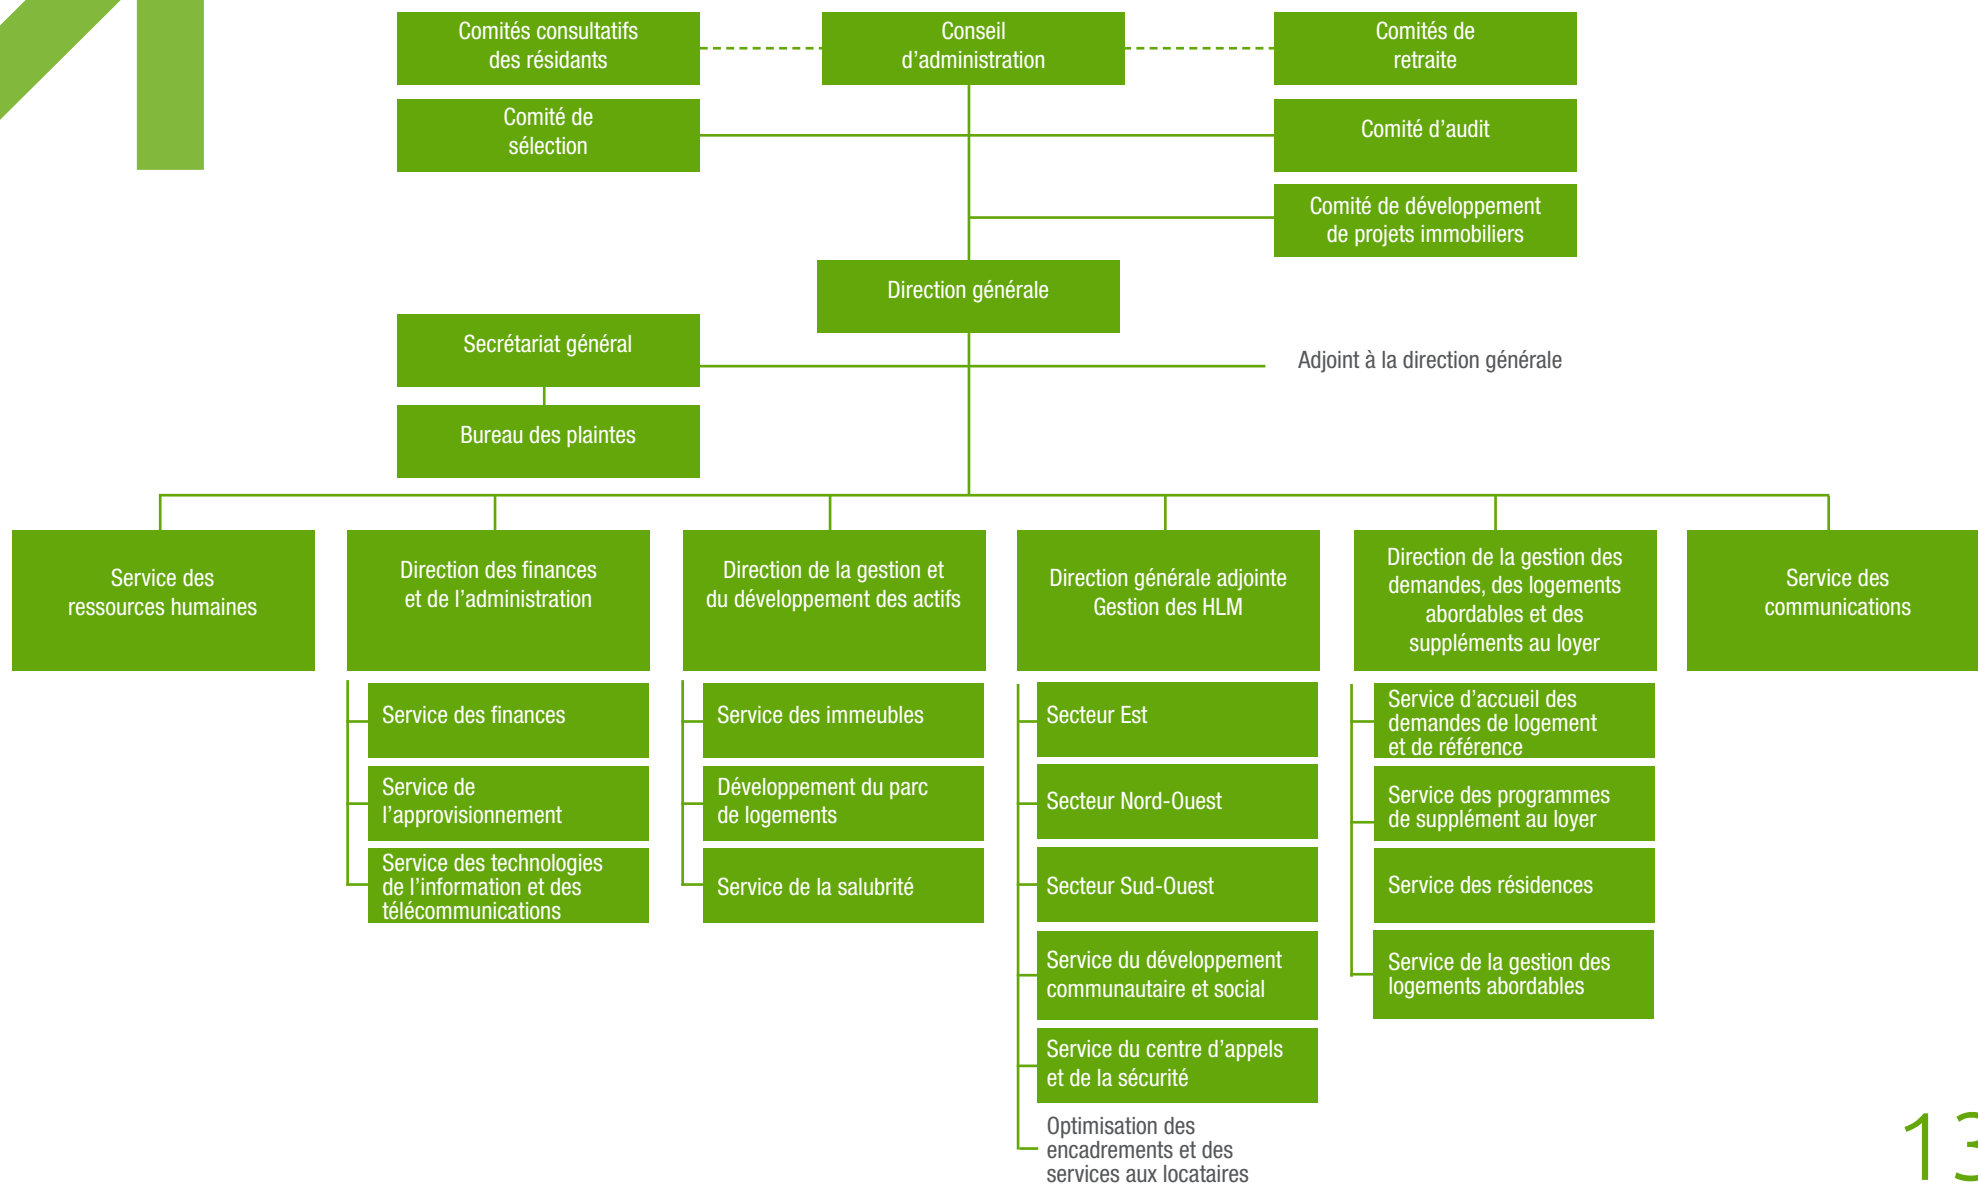 Comités consultatifs
des résidants
Conseil
d’administration
Comités de
retraite
Comité de
sélection
Comité d’audit
Comité de développement
de projets immobiliers
Direction générale
Secrétariat général
Adjoint à la direction générale
Bureau des plaintes
Service des
ressources humaines
Direction des finances
et de l’administration
Service des finances
Service de
l’approvisionnement
Service des technologies
de l’information et des
télécommunications
Direction de la gestion et
du développement des actifs
Service des immeubles
Développement du parc
de logements
Service de la salubrité
Direction générale adjointe
Gestion des HLM
Secteur Est
Secteur Nord-Ouest
Secteur Sud-Ouest
Service du développement
communautaire et social
Service du centre d’appels
et de la sécurité
Optimisation des
encadrements et des
services aux locataires
Direction de la gestion des
demandes, des logements
abordables et des
suppléments au loyer
Service d’accueil des
demandes de logement
et de référence
Service des programmes
de supplément au loyer
Service des résidences
Service de la gestion des
logements abordables
Service des
communications
13